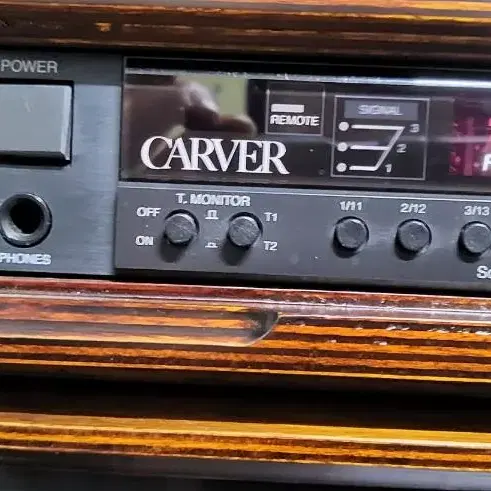 POWER
REMOTE
SIGNAL
3
2
1
CARVER
T. MONITOR
OFF
T1
ON
T2
1/11
2/12
3/13
PHONES